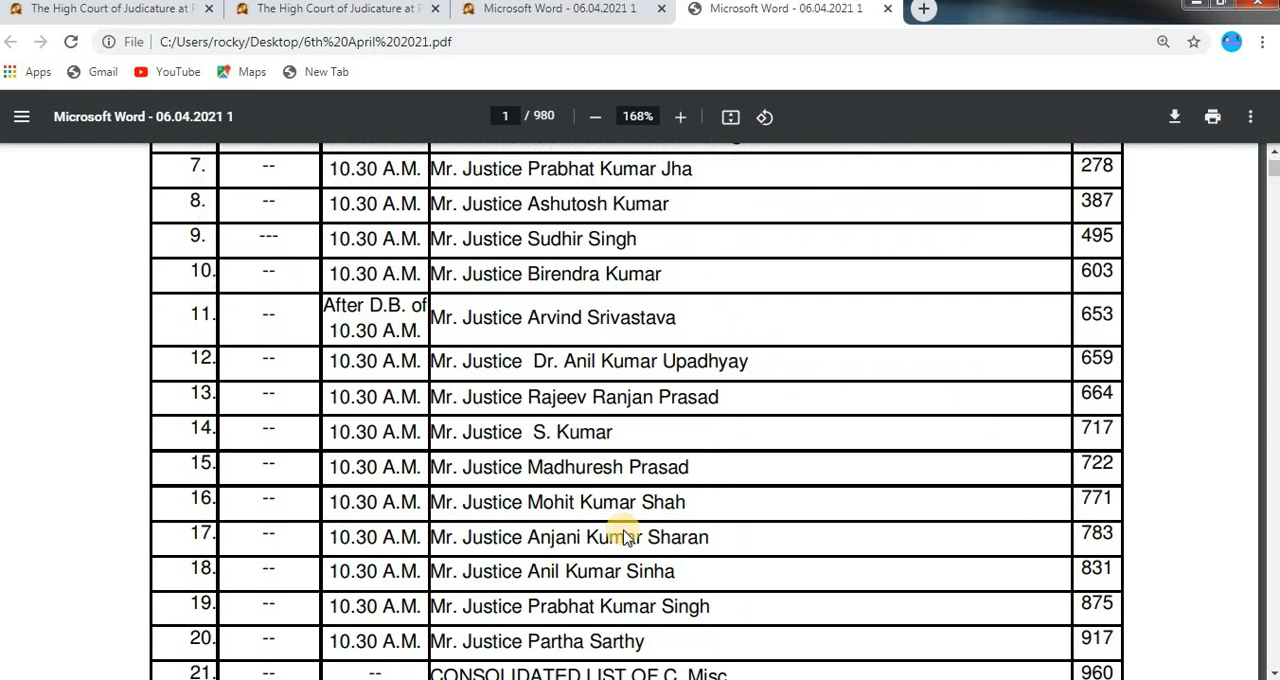 The High Court of Judicature at
The High Court of Judicature at
Microsoft Word - 06.04.2021 1
Microsoft Word - 06.04.2021 1
File C:/Users/rocky/Desktop/6th%20April%202021.pdf
Apps Gmail YouTube Maps New Tab
Microsoft Word - 06.04.2021 1 1 / 980 168%
7. -- 10.30 A.M. Mr. Justice Prabhat Kumar Jha 278
8. -- 10.30 A.M. Mr. Justice Ashutosh Kumar 387
9. --- 10.30 A.M. Mr. Justice Sudhir Singh 495
10. -- 10.30 A.M. Mr. Justice Birendra Kumar 603
11. -- After D.B. of
10.30 A.M. Mr. Justice Arvind Srivastava 653
12. -- 10.30 A.M. Mr. Justice Dr. Anil Kumar Upadhyay 659
13. -- 10.30 A.M. Mr. Justice Rajeev Ranjan Prasad 664
14. -- 10.30 A.M. Mr. Justice S. Kumar 717
15. -- 10.30 A.M. Mr. Justice Madhuresh Prasad 722
16. -- 10.30 A.M. Mr. Justice Mohit Kumar Shah 771
17. -- 10.30 A.M. Mr. Justice Anjani Kumar Sharan 783
18. -- 10.30 A.M. Mr. Justice Anil Kumar Sinha 831
19. -- 10.30 A.M. Mr. Justice Prabhat Kumar Singh 875
20. -- 10.30 A.M. Mr. Justice Partha Sarthy 917
21. -- -- CONSOLIDATED LIST OF C. Misc 960